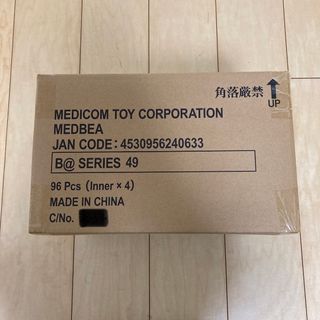 角落厳禁
UP
MEDICOM TOY CORPORATION
MEDBEA
JAN CODE : 4530956240633
B@ SERIES 49
96 Pcs (Inner × 4)
MADE IN CHINA
C/No.